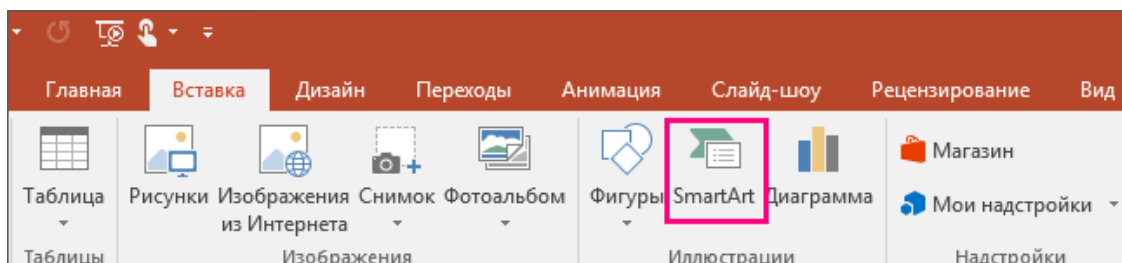 Главная Вставка Дизайн Переходы Анимация Слайд-шоу Рецензирование Вид
Таблица Рисунки Изображения из Интернета Снимок Фотоальбом Фигуры SmartArt Диаграмма Магазин
Мои надстройки
Таблицы Изображения Иллюстрации Надстройки